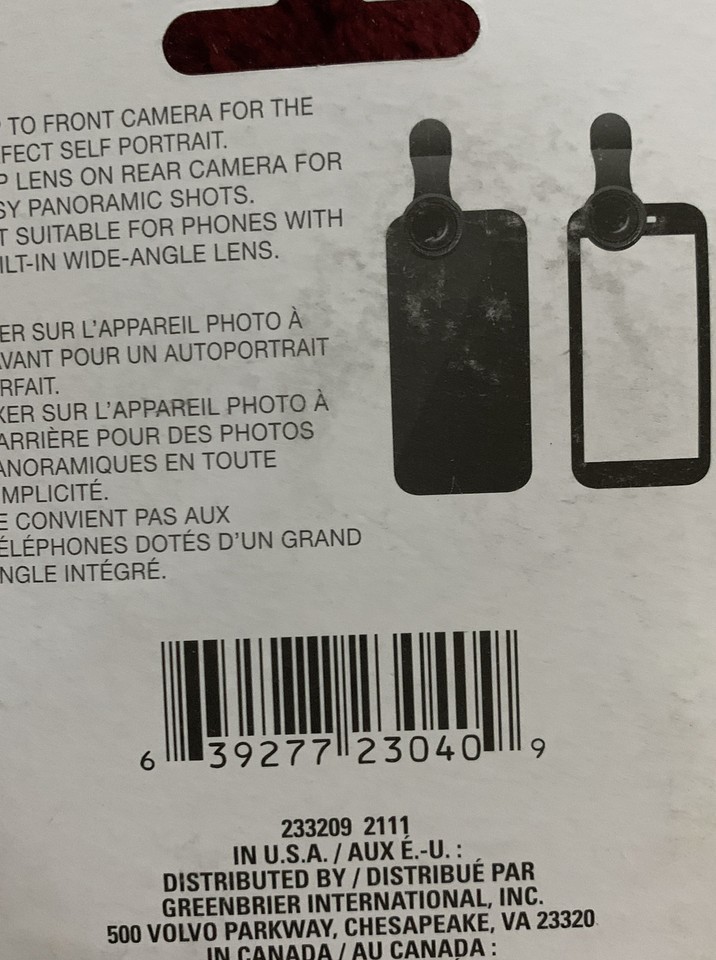 TO FRONT CAMERA FOR THE
FECT SELF PORTRAIT.
P LENS ON REAR CAMERA FOR
SY PANORAMIC SHOTS.
T SUITABLE FOR PHONES WITH
ILT-IN WIDE-ANGLE LENS.
ER SUR L'APPAREIL PHOTO À
AVANT POUR UN AUTOPORTRAIT
RFAIT.
XER SUR L'APPAREIL PHOTO À
ARRIÈRE POUR DES PHOTOS
ANORAMIQUES EN TOUTE
MPLICITÉ.
E CONVIENT PAS AUX
ÉLÉPHONES DOTÉS D'UN GRAND
NGLE INTÉGRÉ.
6 39277 23040 9
233209 2111
IN U.S.A. / AUX É.-U. :
DISTRIBUTED BY / DISTRIBUÉ PAR
GREENBRIER INTERNATIONAL, INC.
500 VOLVO PARKWAY, CHESAPEAKE, VA 23320
IN CANADA / AU CANADA :